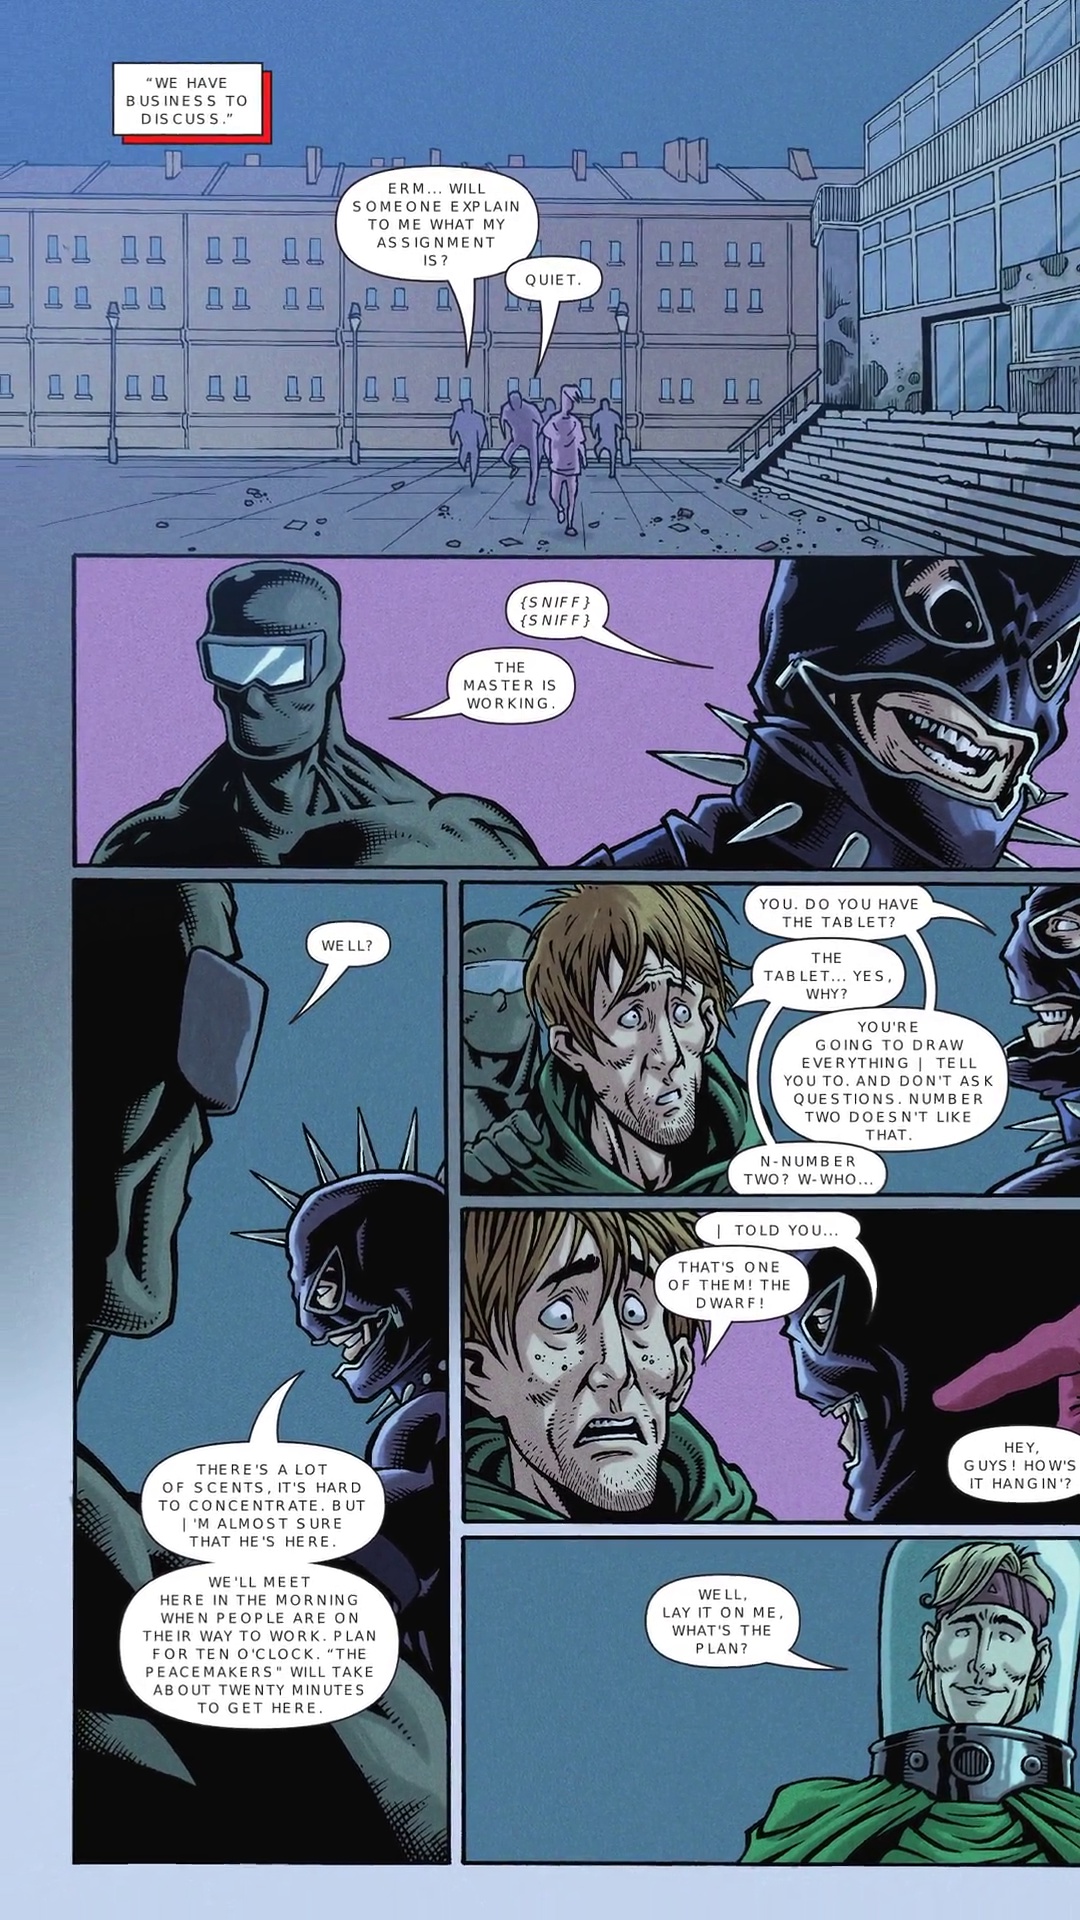 “WE HAVE
BUSINESS TO
DISCUSS.”
ERM... WILL
SOMEONE EXPLAIN
TO ME WHAT MY
ASSIGNMENT
IS?
QUIET.
{SNIFF}
{SNIFF}
THE
MASTER IS
WORKING.
WELL?
THERE'S A LOT
OF SCENTS, IT'S HARD
TO CONCENTRATE. BUT
I'M ALMOST SURE
THAT HE'S HERE.
WE'LL MEET
HERE IN THE MORNING
WHEN PEOPLE ARE ON
THEIR WAY TO WORK. PLAN
FOR TEN O'CLOCK. “THE
PEACEMAKERS" WILL TAKE
ABOUT TWENTY MINUTES
TO GET HERE.
YOU. DO YOU HAVE
THE TABLET?
THE
TABLET... YES,
WHY?
YOU'RE
GOING TO DRAW
EVERYTHING I TELL
YOU TO. AND DON'T ASK
QUESTIONS. NUMBER
TWO DOESN'T LIKE
THAT.
N-NUMBER
TWO? W-WHO...
I TOLD YOU...
THAT'S ONE
OF THEM! THE
DWARF!
HEY,
GUYS! HOW'S
IT HANGIN'?
WELL,
LAY IT ON ME,
WHAT'S THE
PLAN?